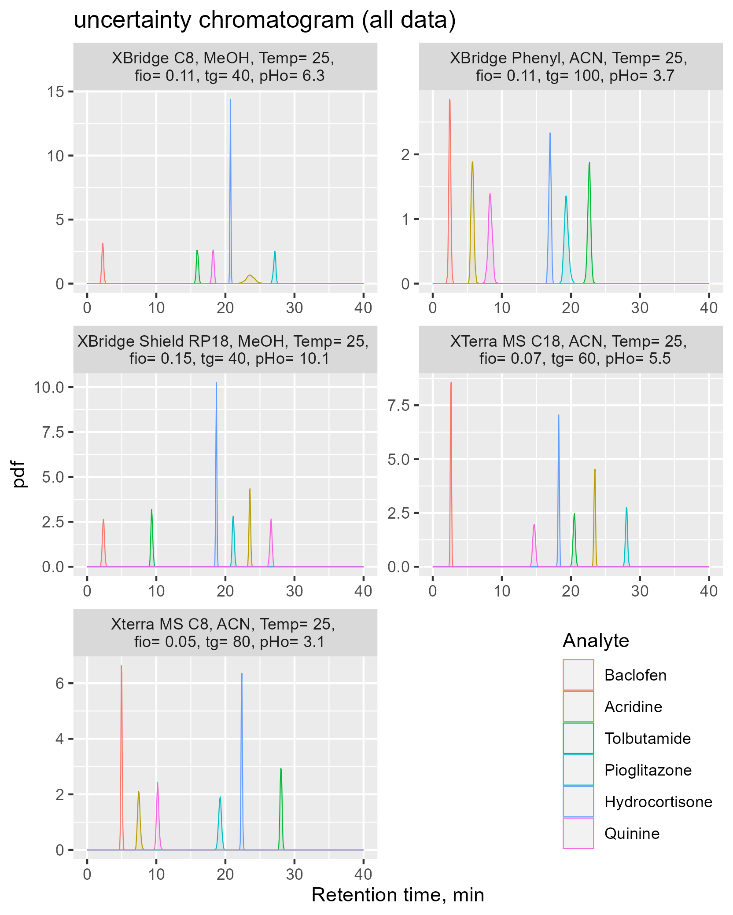 uncertainty chromatogram (all data)
XBridge C8, MeOH, Temp= 25,
fio= 0.11, tg= 40, pHo= 6.3
15
10
5
0
0 10 20 30 40
XBridge Phenyl, ACN, Temp= 25,
fio= 0.11, tg= 100, pHo= 3.7
2
1
0
0 10 20 30 40
XBridge Shield RP18, MeOH, Temp= 25,
fio= 0.15, tg= 40, pHo= 10.1
10.0
7.5
5.0
2.5
0.0
0 10 20 30 40
XTerra MS C18, ACN, Temp= 25,
fio= 0.07, tg= 60, pHo= 5.5
7.5
5.0
2.5
0.0
0 10 20 30 40
pdf
Xterra MS C8, ACN, Temp= 25,
fio= 0.05, tg= 80, pHo= 3.1
6
4
2
0
0 10 20 30 40
Analyte
Baclofen
Acridine
Tolbutamide
Pioglitazone
Hydrocortisone
Quinine
Retention time, min